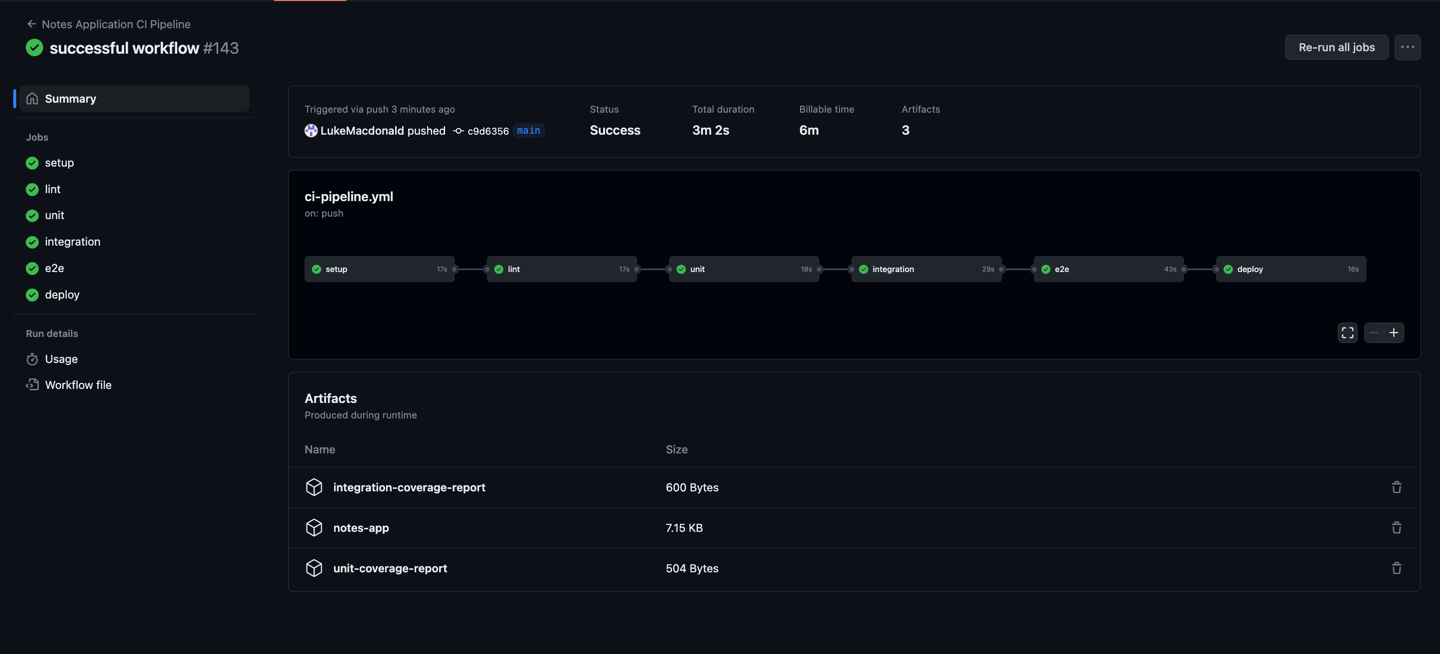 Notes Application CI Pipeline
successful workflow #143
Re-run all jobs
Summary
Jobs
setup
lint
unit
integration
e2e
deploy
Run details
Usage
Workflow file
Triggered via push 3 minutes ago
LukeMacdonald pushed c9d6356 main
Status
Success
Total duration
3m 2s
Billable time
6m
Artifacts
3
ci-pipeline.yml
on: push
setup 17s
lint 17s
unit 18s
integration 29s
e2e 43s
deploy 16s
Artifacts
Produced during runtime
Name Size
integration-coverage-report 600 Bytes
notes-app 7.15 KB
unit-coverage-report 504 Bytes